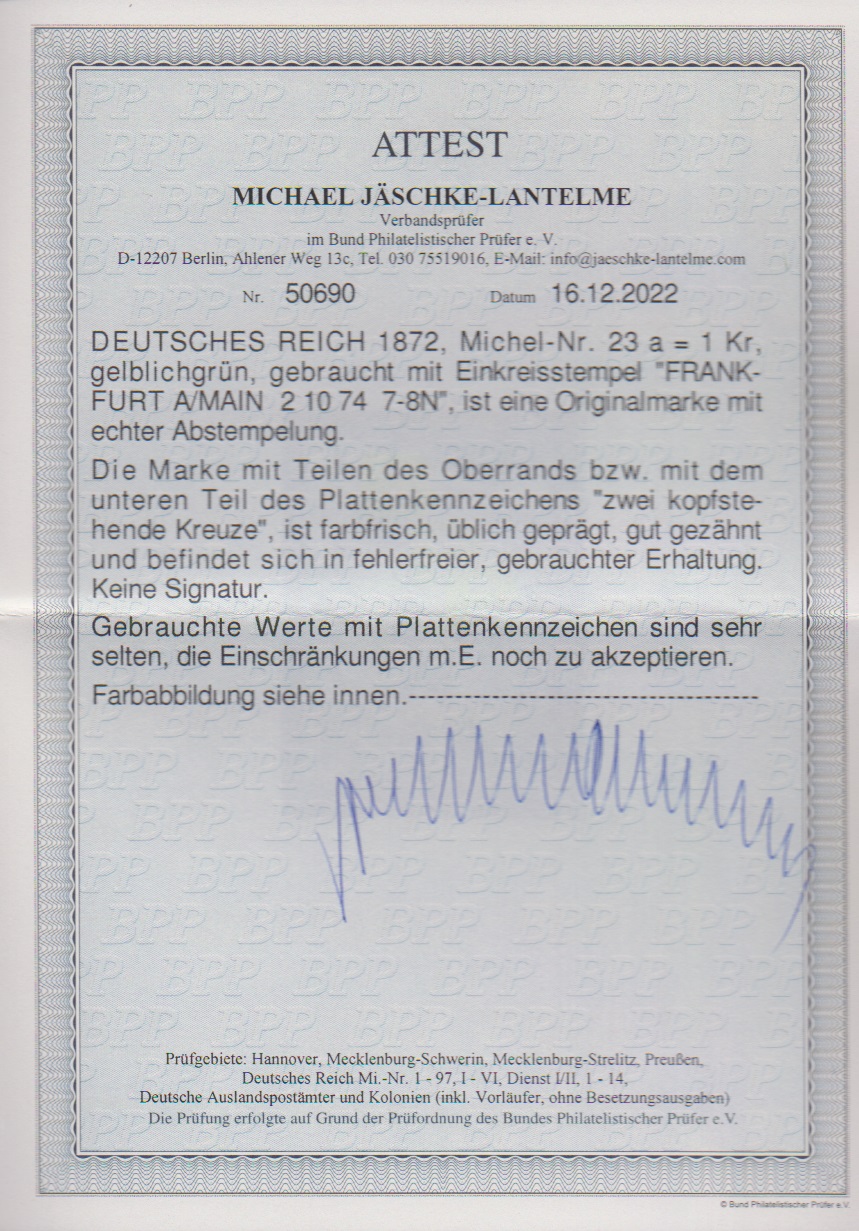 ATTEST
MICHAEL JÄSCHKE-LANTELME
Verbandsprüfer
im Bund Philatelistischer Prüfer e. V.
D-12207 Berlin, Ahlener Weg 13c, Tel. 030 75519016, E-Mail: info@jaeschke-lantelme.com
Nr. 50690 Datum 16.12.2022
DEUTSCHES REICH 1872, Michel-Nr. 23 a = 1 Kr,
gelblichgrün, gebraucht mit Einkreisstempel "FRANK-
FURT A/MAIN 2 10 74 7-8N", ist eine Originalmarke mit
echter Abstempelung.
Die Marke mit Teilen des Oberrands bzw. mit dem
unteren Teil des Plattenkennzeichens "zwei kopfste-
hende Kreuze", ist farbfrisch, üblich geprägt, gut gezähnt
und befindet sich in fehlerfreier, gebrauchter Erhaltung.
Keine Signatur.
Gebrauchte Werte mit Plattenkennzeichen sind sehr
selten, die Einschränkungen m.E. noch zu akzeptieren.
Farbabbildung siehe innen.------------------------------------
Prüfgebiete: Hannover, Mecklenburg-Schwerin, Mecklenburg-Strelitz, Preußen,
Deutsches Reich Mi.-Nr. 1 - 97, I - VI, Dienst I/II, 1 - 14,
Deutsche Auslandspostämter und Kolonien (inkl. Vorläufer, ohne Besetzungsausgaben)
Die Prüfung erfolgte auf Grund der Prüfordnung des Bundes Philatelistischer Prüfer e.V.
© Bund Philatelistischer Prüfer e.V.